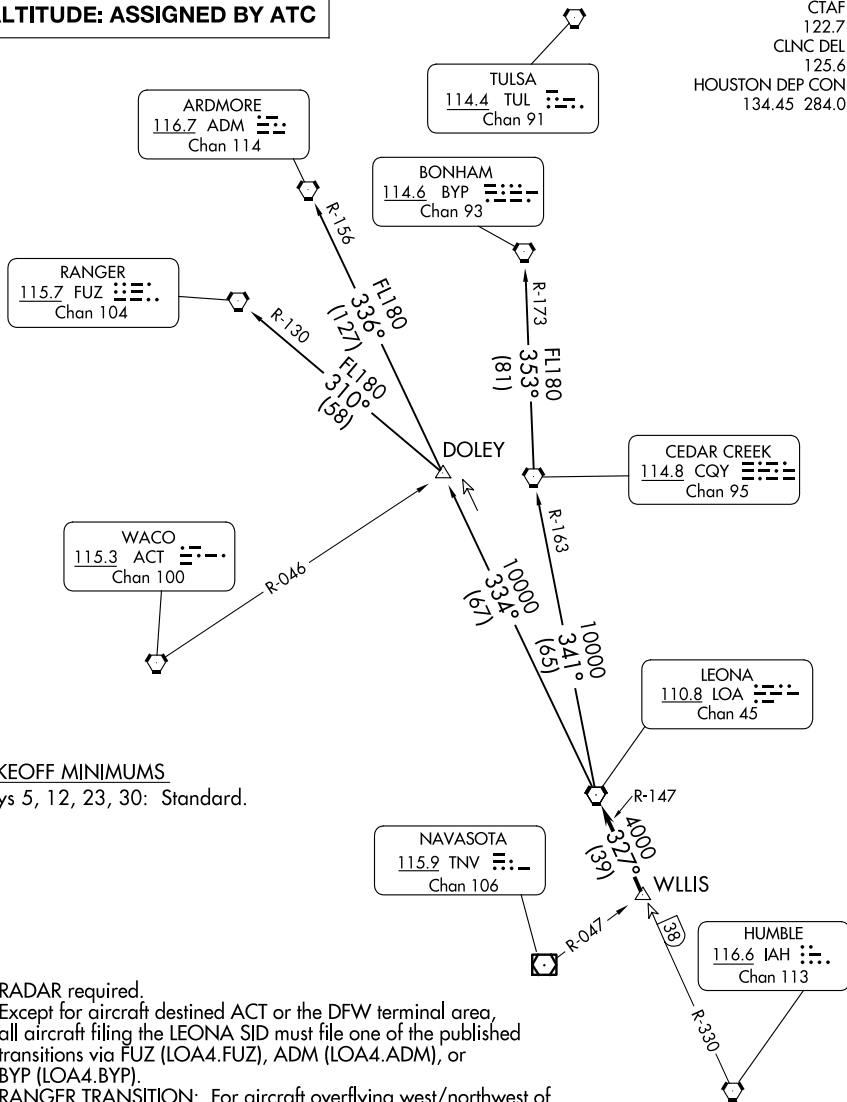 ALTITUDE: ASSIGNED BY ATC
CTAF
122.7
CLNC DEL
125.6
HOUSTON DEP CON
134.45 284.0
TULSA
114.4 TUL
Chan 91
ARDMORE
116.7 ADM
Chan 114
BONHAM
114.6 BYP
Chan 93
RANGER
115.7 FUZ
Chan 104
R-156
R-130
R-173
FL180
336°
(127)
FL180
310°
(58)
FL180
353°
(81)
DOLEY
CEDAR CREEK
114.8 CQY
Chan 95
WACO
115.3 ACT
Chan 100
R-046
R-163
10000
334°
(67)
10000
341°
(65)
LEONA
110.8 LOA
Chan 45
KEOFF MINIMUMS
ys 5, 12, 23, 30: Standard.
R-147
4000
327°
(39)
NAVASOTA
115.9 TNV
Chan 106
WLLIS
R-047
38
HUMBLE
116.6 IAH
Chan 113
R-330
RADAR required.
Except for aircraft destined ACT or the DFW terminal area,
all aircraft filing the LEONA SID must file one of the published
transitions via FUZ (LOA4.FUZ), ADM (LOA4.ADM), or
BYP (LOA4.BYP).
RANGER TRANSITION: For aircraft overflying west/northwest of